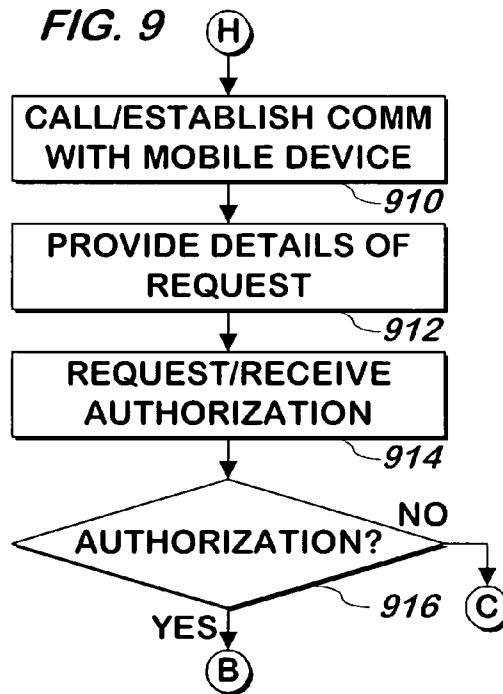 FIG. 9
H
CALL/ESTABLISH COMM
WITH MOBILE DEVICE
910
PROVIDE DETAILS OF
REQUEST
912
REQUEST/RECEIVE
AUTHORIZATION
914
AUTHORIZATION?
NO
916
C
YES
B